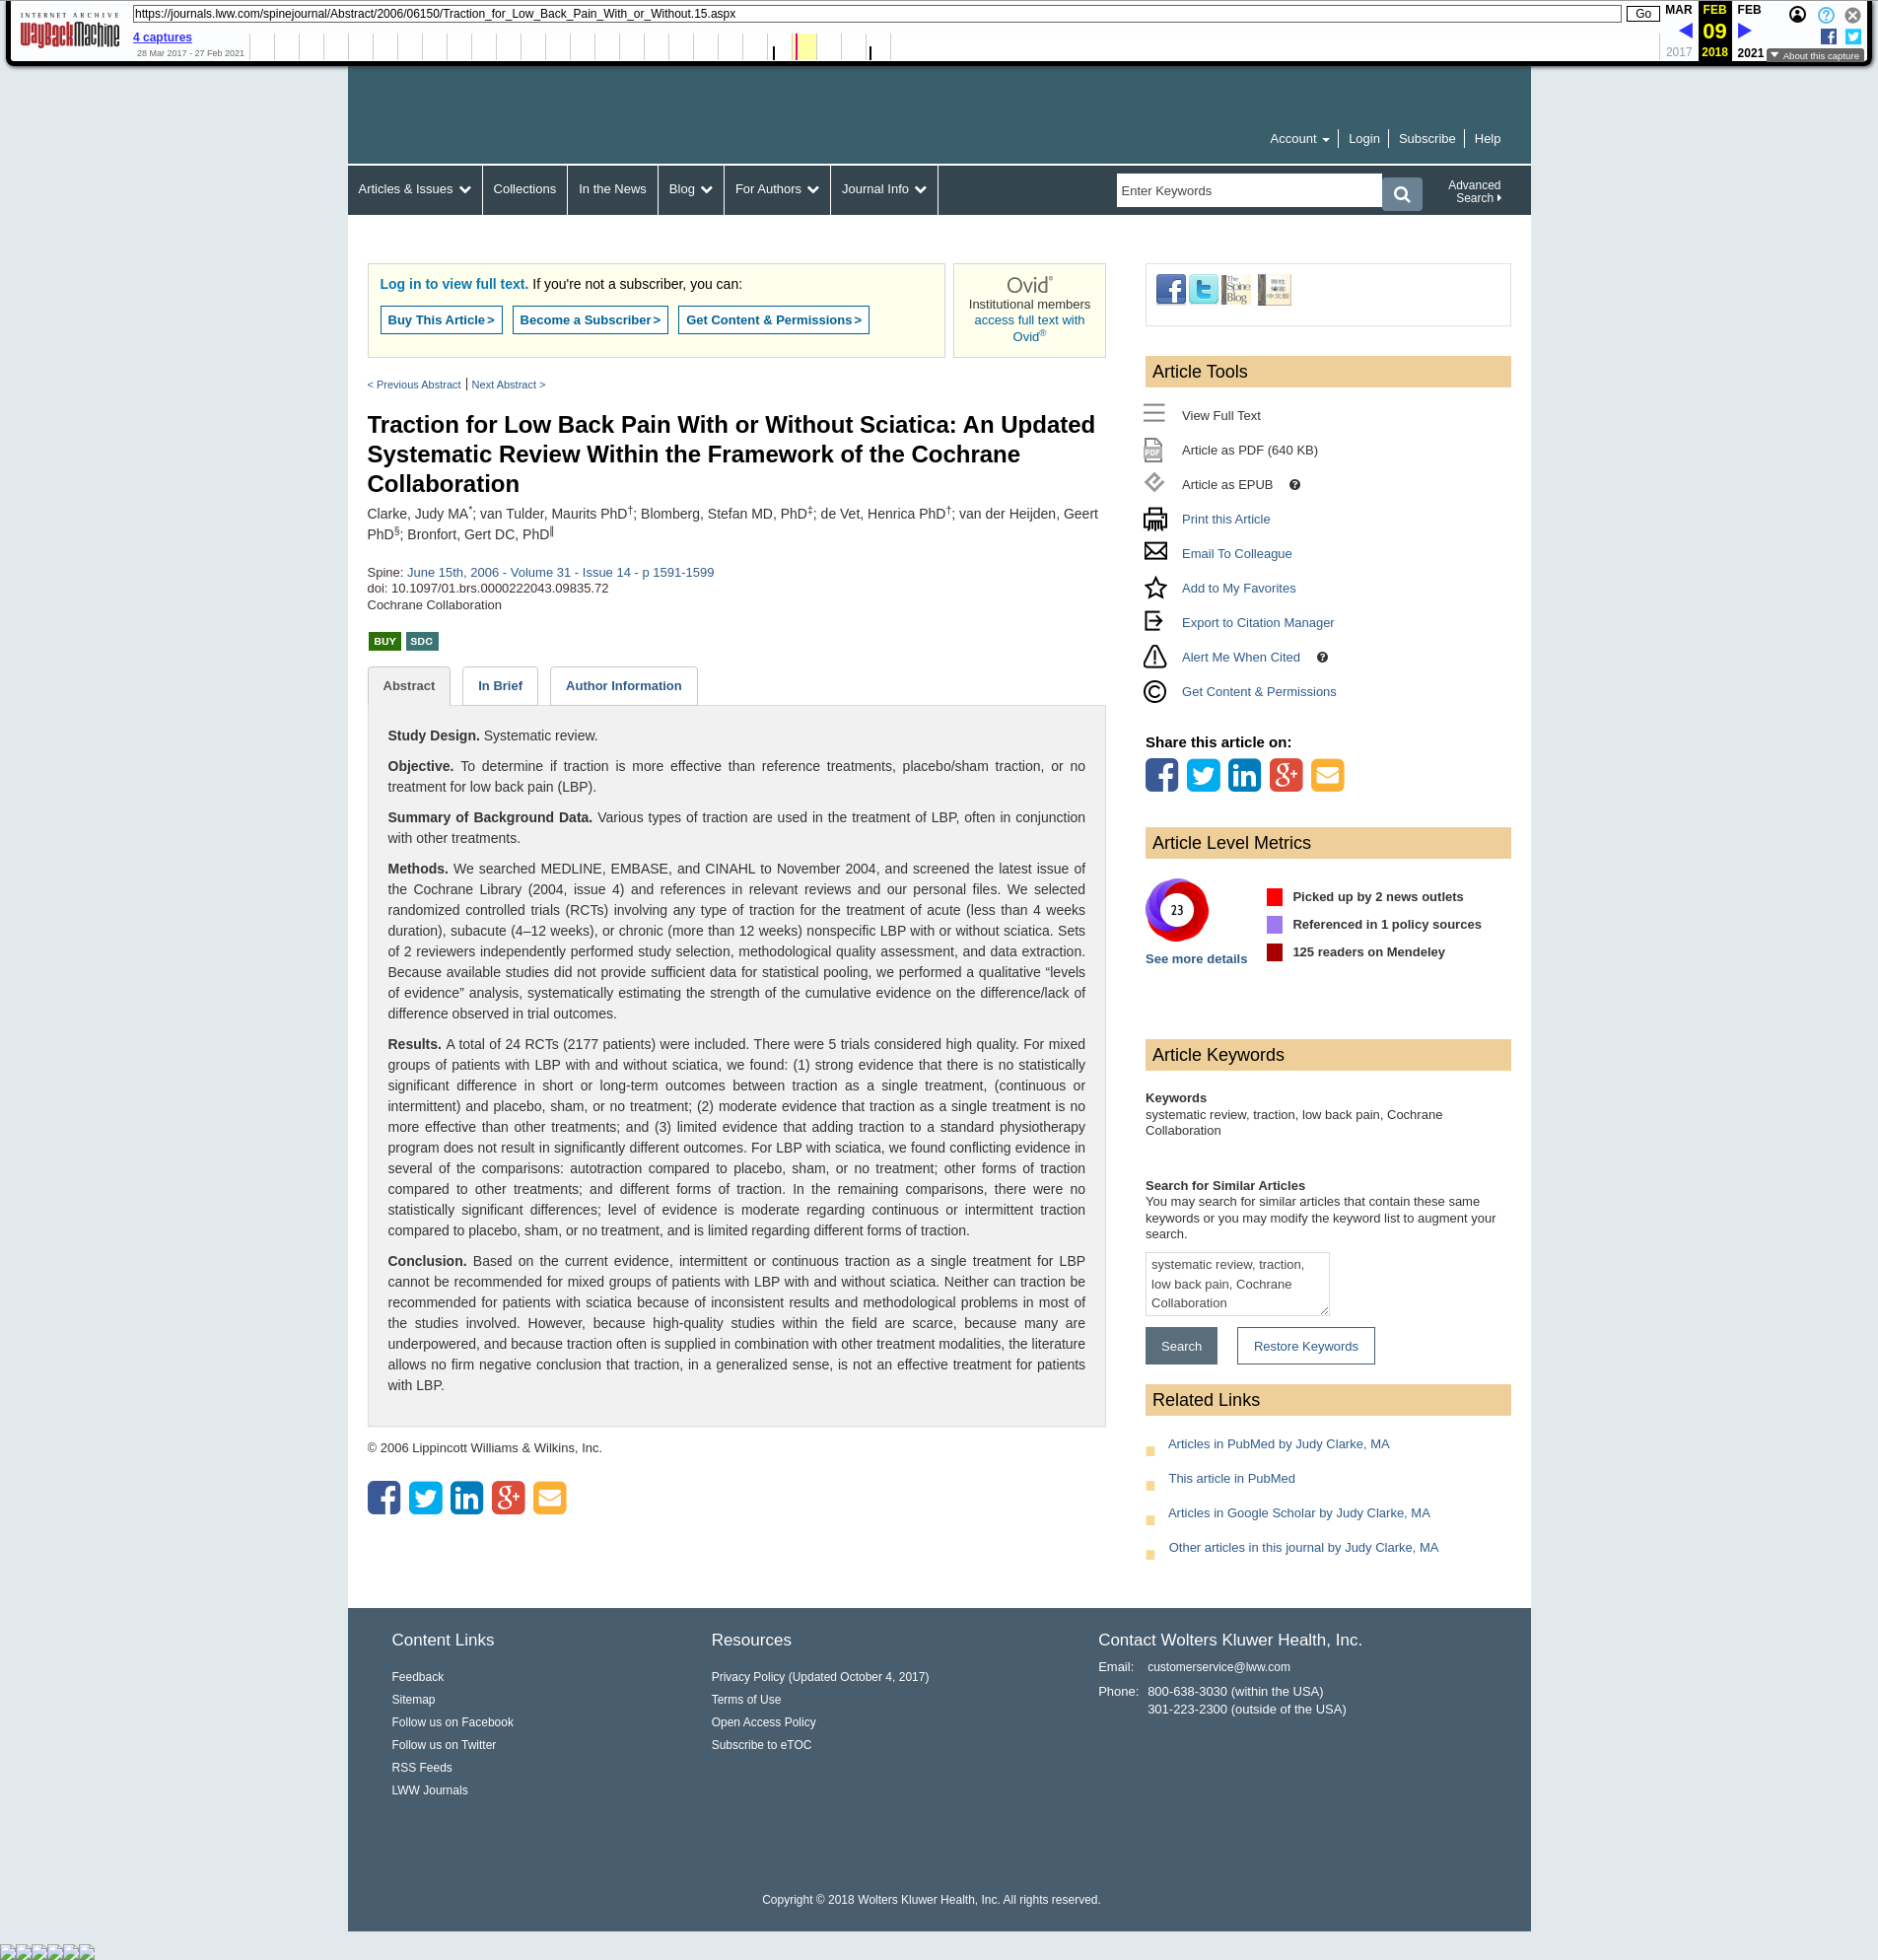 INTERNET ARCHIVE
WayBackMachine
https://journals.lww.com/spinejournal/Abstract/2006/06150/Traction_for_Low_Back_Pain_With_or_Without.15.aspx
Go
4 captures
28 Mar 2017 - 27 Feb 2021
MAR
FEB
FEB
09
2017
2018
2021
About this capture
Account
Login
Subscribe
Help
Articles & Issues
Collections
In the News
Blog
For Authors
Journal Info
Enter Keywords
Advanced
Search
Log in to view full text. If you're not a subscriber, you can:
Buy This Article >
Become a Subscriber >
Get Content & Permissions >
Ovid®
Institutional members
access full text with
Ovid®
< Previous Abstract | Next Abstract >
Traction for Low Back Pain With or Without Sciatica: An Updated
Systematic Review Within the Framework of the Cochrane
Collaboration
Clarke, Judy MA*; van Tulder, Maurits PhD†; Blomberg, Stefan MD, PhD‡; de Vet, Henrica PhD†; van der Heijden, Geert
PhD§; Bronfort, Gert DC, PhD∥
Spine: June 15th, 2006 - Volume 31 - Issue 14 - p 1591-1599
doi: 10.1097/01.brs.0000222043.09835.72
Cochrane Collaboration
BUY SDC
Abstract
In Brief
Author Information
Study Design. Systematic review.
Objective. To determine if traction is more effective than reference treatments, placebo/sham traction, or no
treatment for low back pain (LBP).
Summary of Background Data. Various types of traction are used in the treatment of LBP, often in conjunction
with other treatments.
Methods. We searched MEDLINE, EMBASE, and CINAHL to November 2004, and screened the latest issue of
the Cochrane Library (2004, issue 4) and references in relevant reviews and our personal files. We selected
randomized controlled trials (RCTs) involving any type of traction for the treatment of acute (less than 4 weeks
duration), subacute (4–12 weeks), or chronic (more than 12 weeks) nonspecific LBP with or without sciatica. Sets
of 2 reviewers independently performed study selection, methodological quality assessment, and data extraction.
Because available studies did not provide sufficient data for statistical pooling, we performed a qualitative “levels
of evidence” analysis, systematically estimating the strength of the cumulative evidence on the difference/lack of
difference observed in trial outcomes.
Results. A total of 24 RCTs (2177 patients) were included. There were 5 trials considered high quality. For mixed
groups of patients with LBP with and without sciatica, we found: (1) strong evidence that there is no statistically
significant difference in short or long-term outcomes between traction as a single treatment, (continuous or
intermittent) and placebo, sham, or no treatment; (2) moderate evidence that traction as a single treatment is no
more effective than other treatments; and (3) limited evidence that adding traction to a standard physiotherapy
program does not result in significantly different outcomes. For LBP with sciatica, we found conflicting evidence in
several of the comparisons: autotraction compared to placebo, sham, or no treatment; other forms of traction
compared to other treatments; and different forms of traction. In the remaining comparisons, there were no
statistically significant differences; level of evidence is moderate regarding continuous or intermittent traction
compared to placebo, sham, or no treatment, and is limited regarding different forms of traction.
Conclusion. Based on the current evidence, intermittent or continuous traction as a single treatment for LBP
cannot be recommended for mixed groups of patients with LBP with and without sciatica. Neither can traction be
recommended for patients with sciatica because of inconsistent results and methodological problems in most of
the studies involved. However, because high-quality studies within the field are scarce, because many are
underpowered, and because traction often is supplied in combination with other treatment modalities, the literature
allows no firm negative conclusion that traction, in a generalized sense, is not an effective treatment for patients
with LBP.
© 2006 Lippincott Williams & Wilkins, Inc.
The Spine Blog
中文版
Article Tools
View Full Text
PDF
Article as PDF (640 KB)
Article as EPUB
Print this Article
Email To Colleague
Add to My Favorites
Export to Citation Manager
Alert Me When Cited
Get Content & Permissions
Share this article on:
Article Level Metrics
23
See more details
Picked up by 2 news outlets
Referenced in 1 policy sources
125 readers on Mendeley
Article Keywords
Keywords
systematic review, traction, low back pain, Cochrane
Collaboration
Search for Similar Articles
You may search for similar articles that contain these same
keywords or you may modify the keyword list to augment your
search.
systematic review, traction,
low back pain, Cochrane
Collaboration
Search
Restore Keywords
Related Links
Articles in PubMed by Judy Clarke, MA
This article in PubMed
Articles in Google Scholar by Judy Clarke, MA
Other articles in this journal by Judy Clarke, MA
Content Links
Feedback
Sitemap
Follow us on Facebook
Follow us on Twitter
RSS Feeds
LWW Journals
Resources
Privacy Policy (Updated October 4, 2017)
Terms of Use
Open Access Policy
Subscribe to eTOC
Contact Wolters Kluwer Health, Inc.
Email: customerservice@lww.com
Phone: 800-638-3030 (within the USA)
301-223-2300 (outside of the USA)
Copyright © 2018 Wolters Kluwer Health, Inc. All rights reserved.